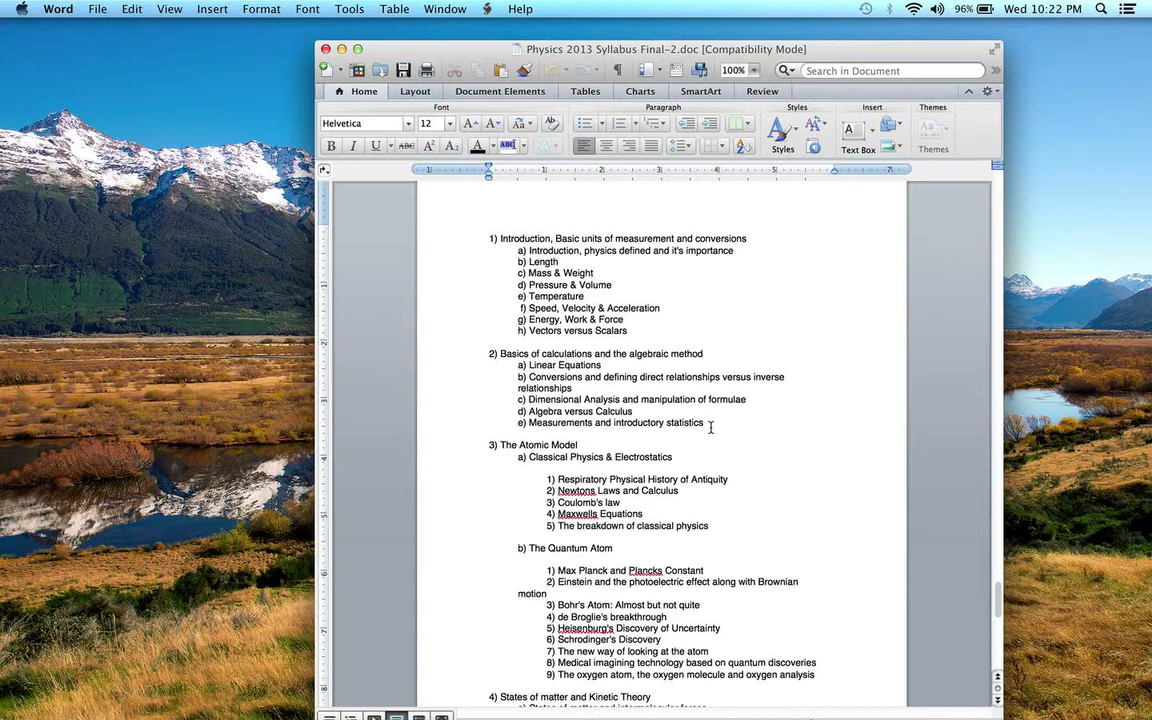 Word File Edit View Insert Format Font Tools Table Window Help 96% Wed 10:22 PM
Physics 2013 Syllabus Final-2.doc [Compatibility Mode]
100% Search in Document
Home Layout Document Elements Tables Charts SmartArt Review
Font Paragraph Styles Insert Themes
Helvetica 12
Styles Text Box Themes
1) Introduction, Basic units of measurement and conversions
a) Introduction, physics defined and it's importance
b) Length
c) Mass & Weight
d) Pressure & Volume
e) Temperature
f) Speed, Velocity & Acceleration
g) Energy, Work & Force
h) Vectors versus Scalars
2) Basics of calculations and the algebraic method
a) Linear Equations
b) Conversions and defining direct relationships versus inverse
relationships
c) Dimensional Analysis and manipulation of formulae
d) Algebra versus Calculus
e) Measurements and introductory statistics
3) The Atomic Model
a) Classical Physics & Electrostatics
1) Respiratory Physical History of Antiquity
2) Newtons Laws and Calculus
3) Coulomb's law
4) Maxwells Equations
5) The breakdown of classical physics
b) The Quantum Atom
1) Max Planck and Plancks Constant
2) Einstein and the photoelectric effect along with Brownian
motion
3) Bohr's Atom: Almost but not quite
4) de Broglie's breakthrough
5) Heisenburg's Discovery of Uncertainty
6) Schrodinger's Discovery
7) The new way of looking at the atom
8) Medical imagining technology based on quantum discoveries
9) The oxygen atom, the oxygen molecule and oxygen analysis
4) States of matter and Kinetic Theory